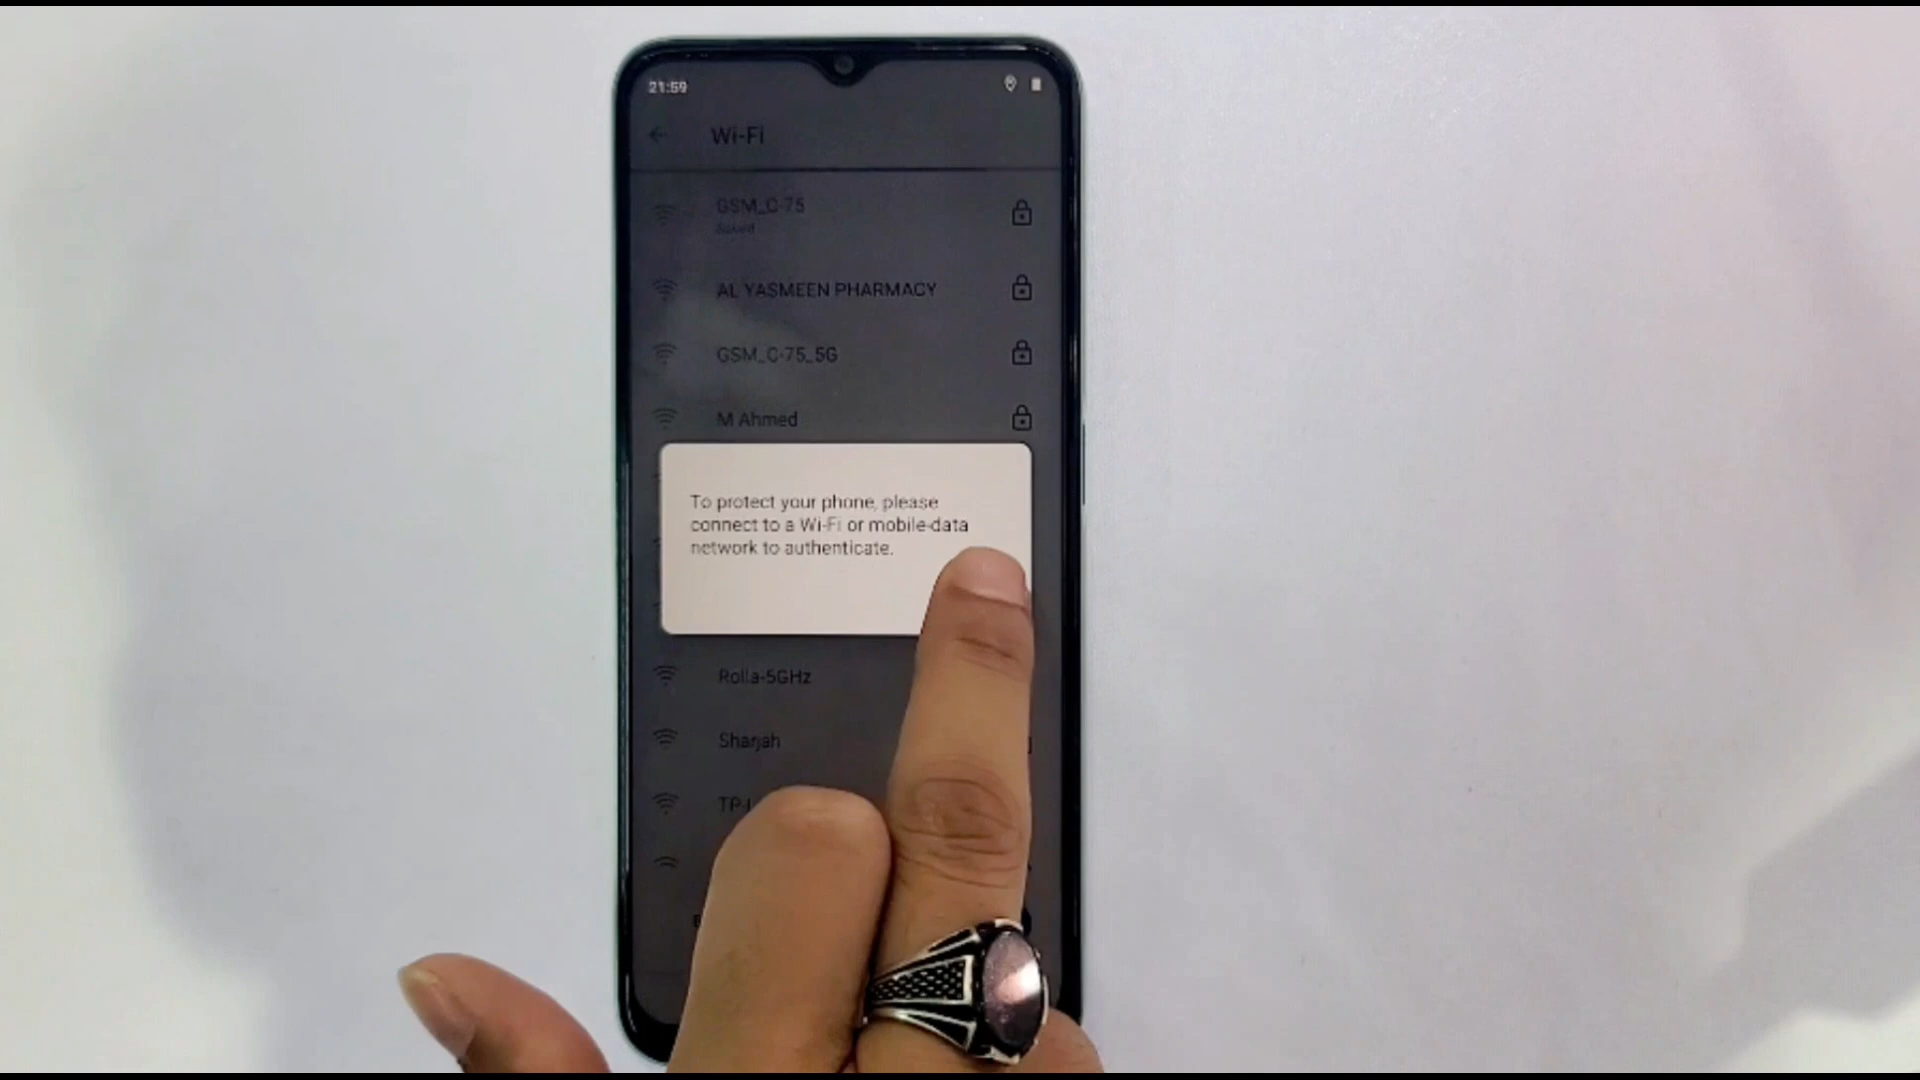 21:59
Wi-Fi
GSM_C-75
Saved
AL YASMEEN PHARMACY
GSM_C-75_5G
M Ahmed
To protect your phone, please
connect to a Wi-Fi or mobile-data
network to authenticate.
Rolla-5GHz
Sharjah